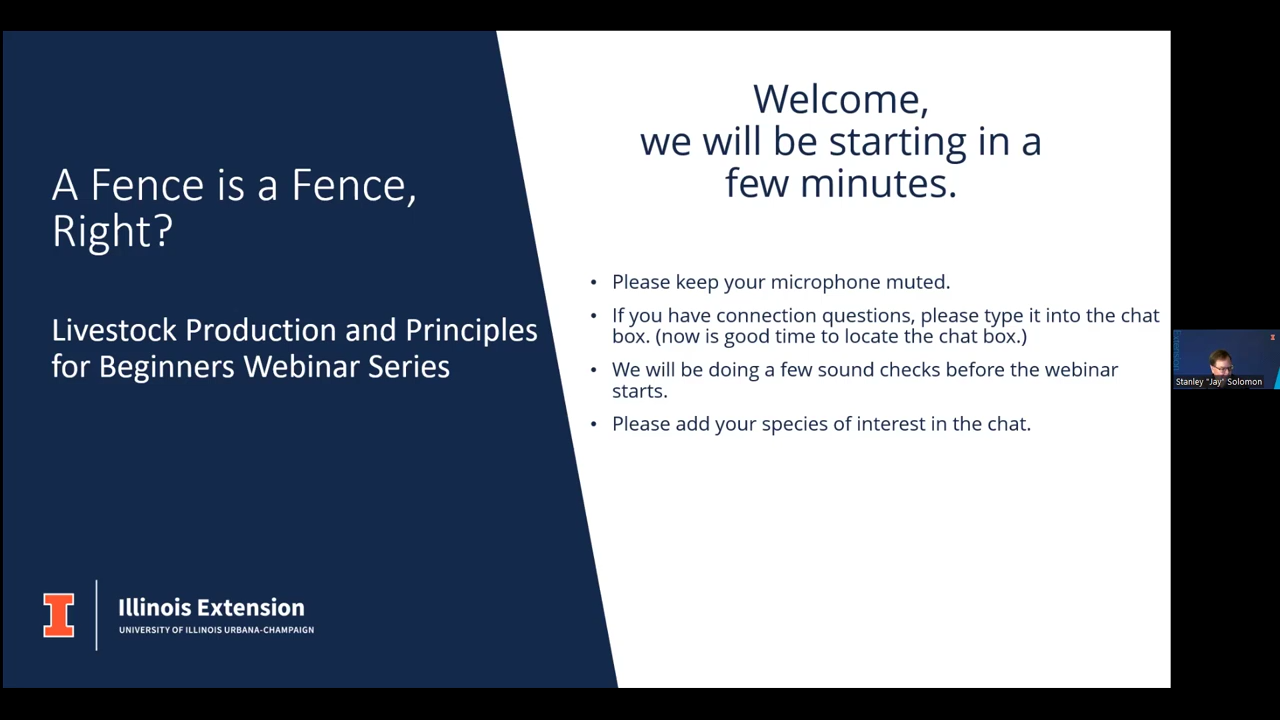 A Fence is a Fence,
Right?
Livestock Production and Principles
for Beginners Webinar Series
Illinois Extension
UNIVERSITY OF ILLINOIS URBANA-CHAMPAIGN
Welcome,
we will be starting in a
few minutes.
• Please keep your microphone muted.
• If you have connection questions, please type it into the chat
box. (now is good time to locate the chat box.)
• We will be doing a few sound checks before the webinar
starts.
• Please add your species of interest in the chat.
Stanley "Jay" Solomon